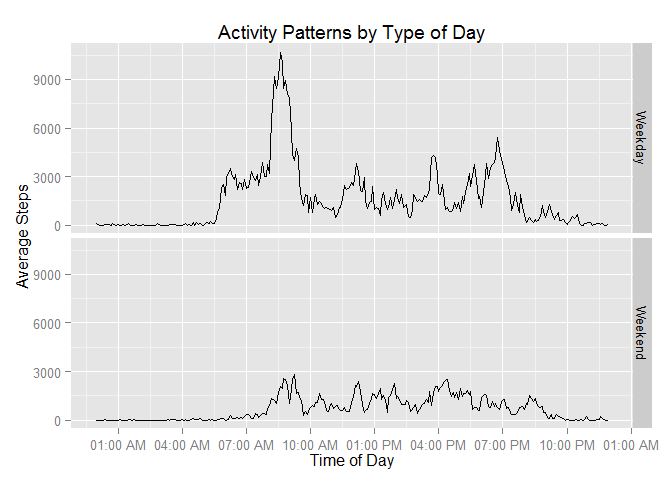 Activity Patterns by Type of Day
Average Steps
9000
6000
3000
0
Weekday
9000
6000
3000
0
Weekend
01:00 AM 04:00 AM 07:00 AM 10:00 AM 01:00 PM 04:00 PM 07:00 PM 10:00 PM 01:00 AM
Time of Day